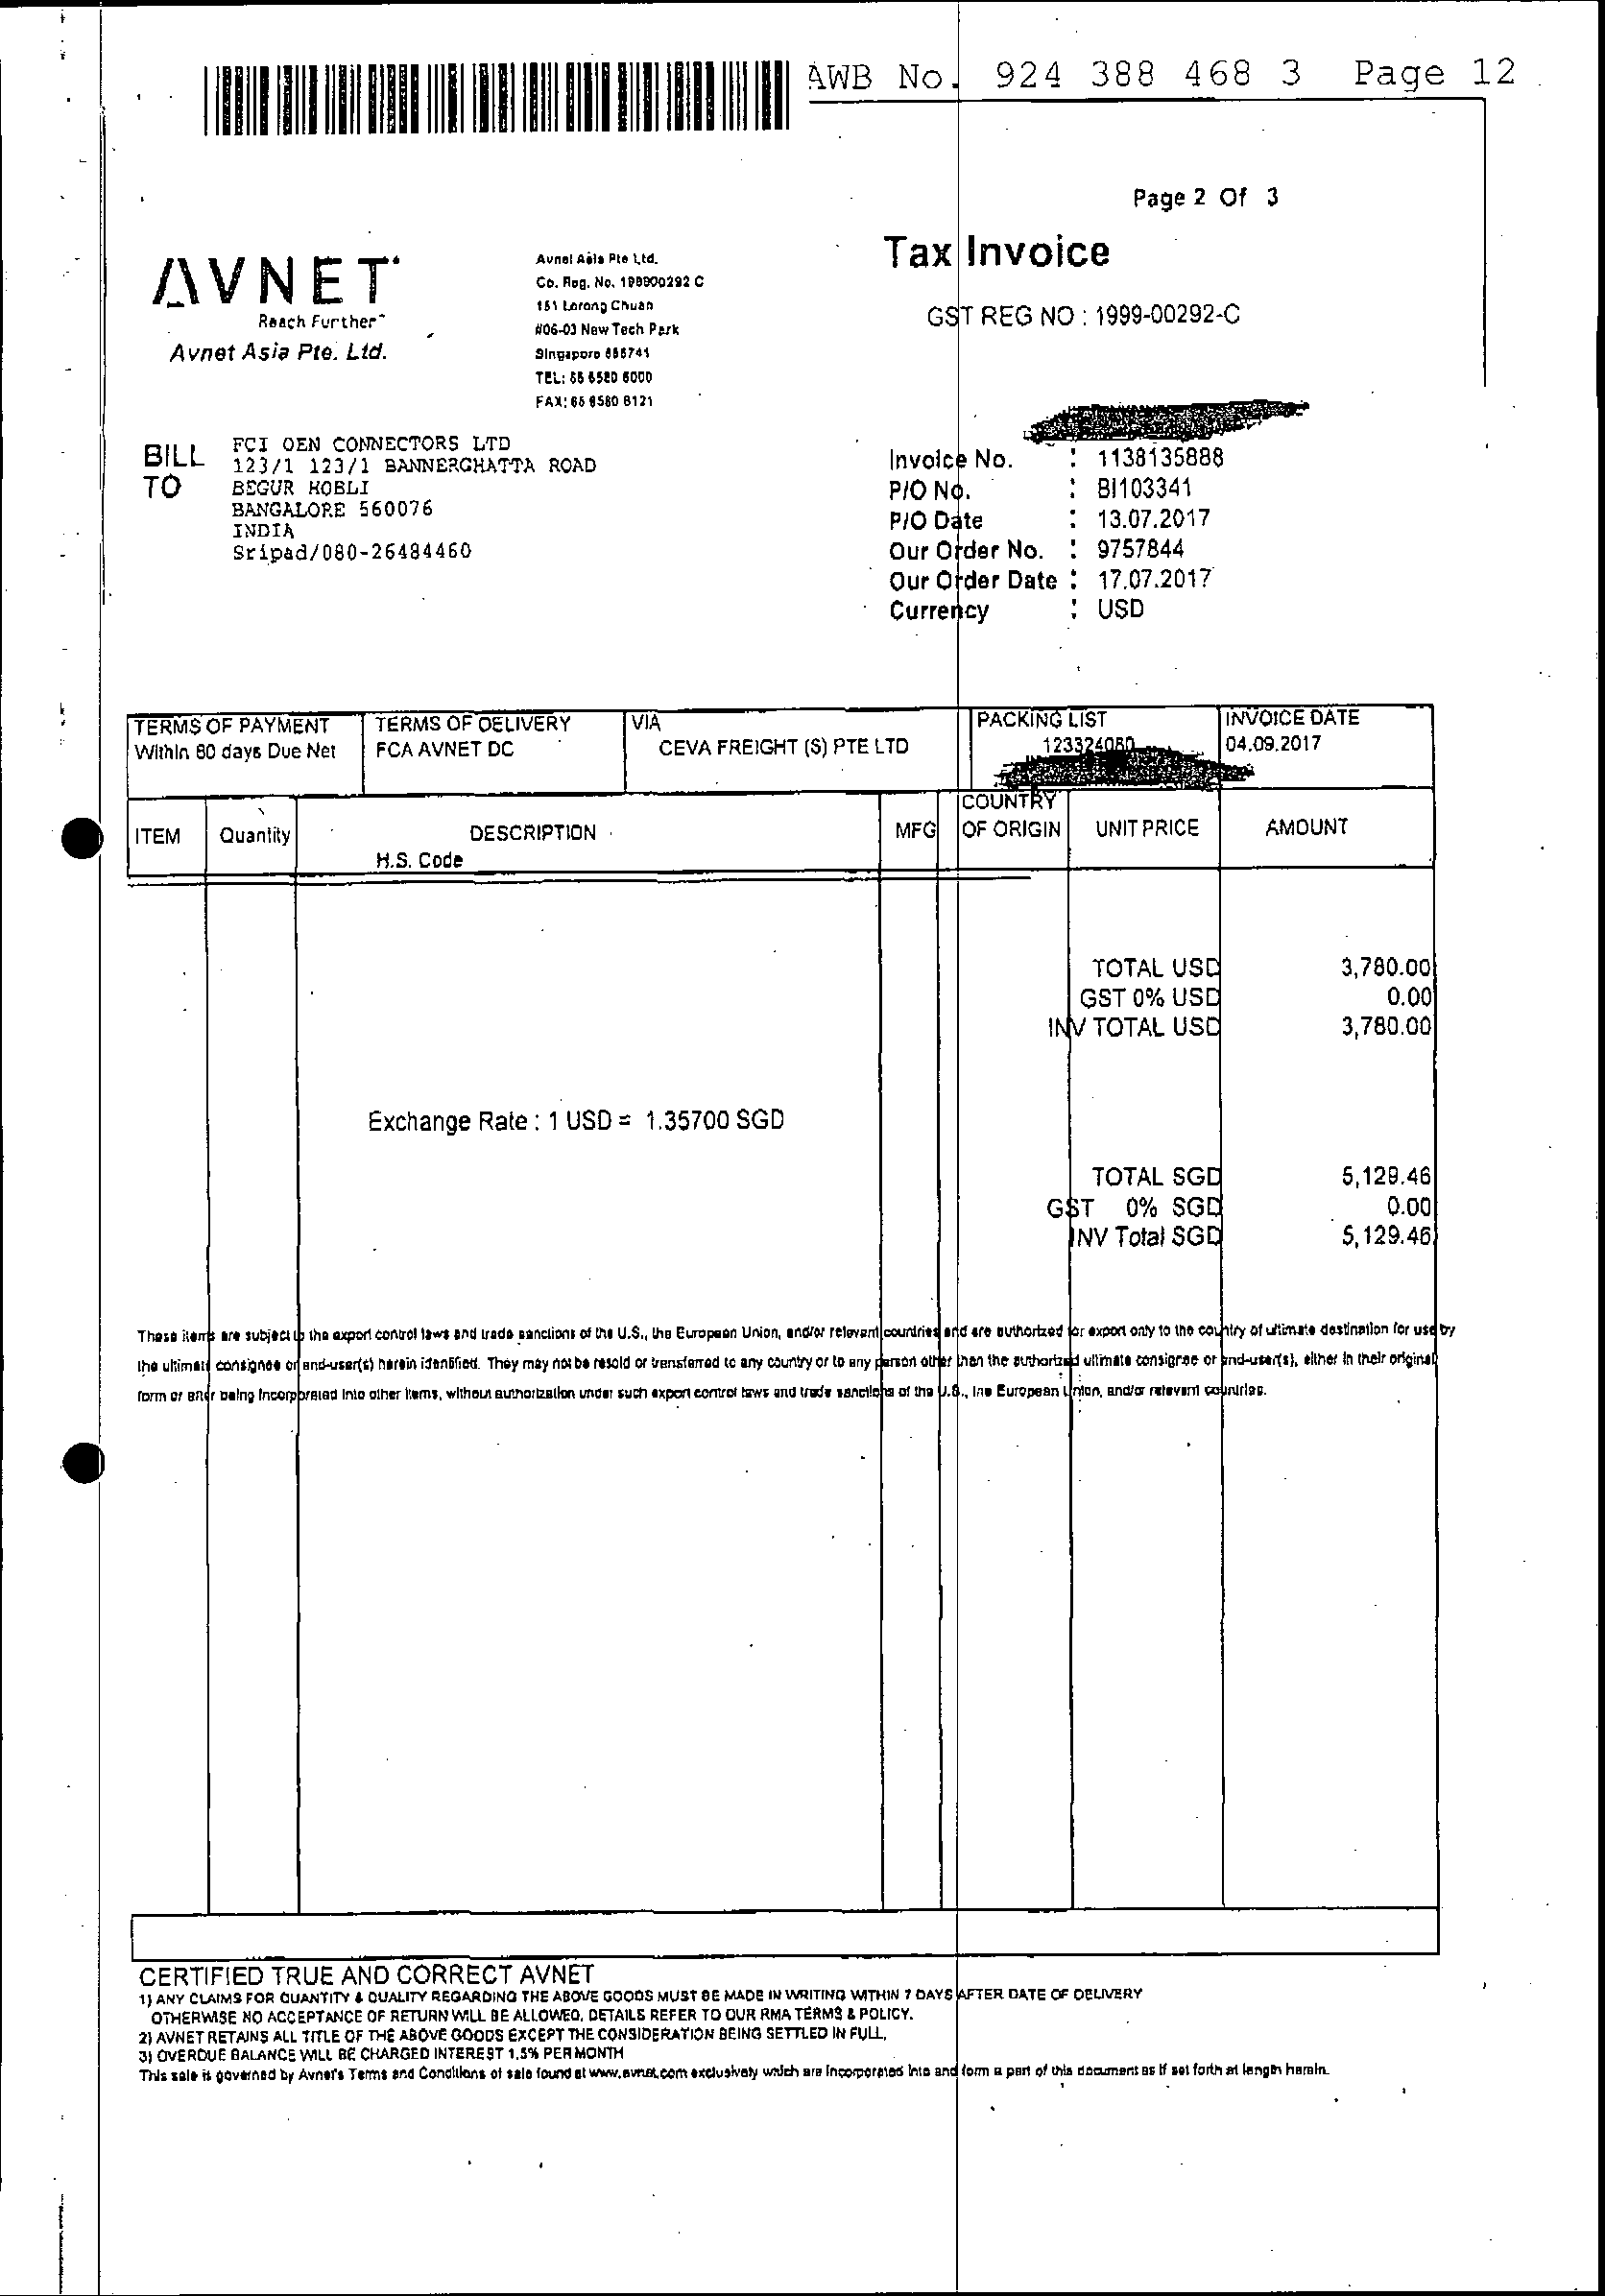 AWB No. 924 388 468 3 Page 12
Page 2 Of 3
AVNET
Reach Further
Avnet Asia Pte. Ltd.
Avnet Asia Pte Ltd.
Co. Reg. No. 199900292 C
151 Lorong Chuan
#06-03 New Tech Park
Singapore
TEL: 65 6580 6000
FAX: 65 6580 8121
Tax Invoice
GST REG NO : 1999-00292-C
BILL TO
FCI OEN CONNECTORS LTD
123/1 123/1 BANNERGHATTA ROAD
BEGUR HOBLI
BANGALORE 560076
INDIA
Sripad/080-26484460
Invoice No. : 1138135888
P/O No. : BI103341
P/O Date : 13.07.2017
Our Order No. : 9757844
Our Order Date : 17.07.2017
Currency : USD
TERMS OF PAYMENT TERMS OF DELIVERY VIA PACKING LIST INVOICE DATE
Within 60 days Due Net FCA AVNET DC CEVA FREIGHT (S) PTE LTD 123324080 04.09.2017
ITEM Quantity DESCRIPTION MFG COUNTRY OF ORIGIN UNIT PRICE AMOUNT
H.S. Code
TOTAL USD 3,780.00
GST 0% USD 0.00
INV TOTAL USD 3,780.00
Exchange Rate : 1 USD = 1.35700 SGD
TOTAL SGD 5,129.46
GST 0% SGD 0.00
INV Total SGD 5,129.46
These items are subject to the export control laws and trade sanctions of the U.S., the European Union, and/or relevant countries and are authorized for export only to the country of ultimate destination for use by
the ultimate consignee or end-user(s) herein identified. They may not be resold or transferred to any country or to any person other than the authorized ultimate consignee or end-user(s), either in their original
form or after being incorporated into other items, without authorization under such export control laws and trade sanctions of the U.S., the European Union, and/or relevant countries.
CERTIFIED TRUE AND CORRECT AVNET
1) ANY CLAIMS FOR QUANTITY & QUALITY REGARDING THE ABOVE GOODS MUST BE MADE IN WRITING WITHIN 7 DAYS AFTER DATE OF DELIVERY
OTHERWISE NO ACCEPTANCE OF RETURN WILL BE ALLOWED. DETAILS REFER TO OUR RMA TERMS & POLICY.
2) AVNET RETAINS ALL TITLE OF THE ABOVE GOODS EXCEPT THE CONSIDERATION BEING SETTLED IN FULL.
3) OVERDUE BALANCE WILL BE CHARGED INTEREST 1.5% PER MONTH
This sale is governed by Avnet's Terms and Conditions of sale found at www.avnet.com exclusively which are incorporated into and form a part of this document as if set forth at length herein.